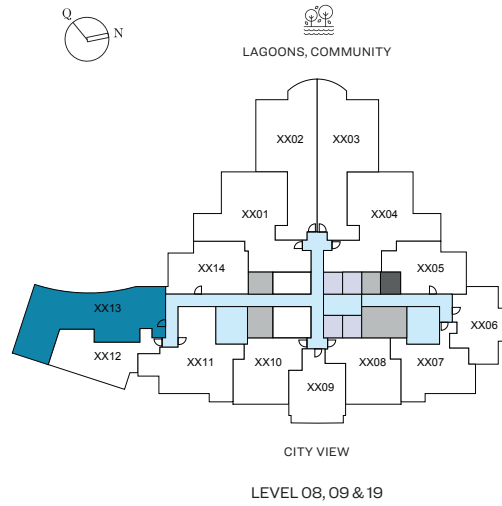 Q
N
LAGOONS, COMMUNITY
XX02
XX03
XX01
XX04
XX14
XX05
XX13
XX06
XX12
XX11
XX10
XX08
XX07
XX09
CITY VIEW
LEVEL 08, 09 & 19